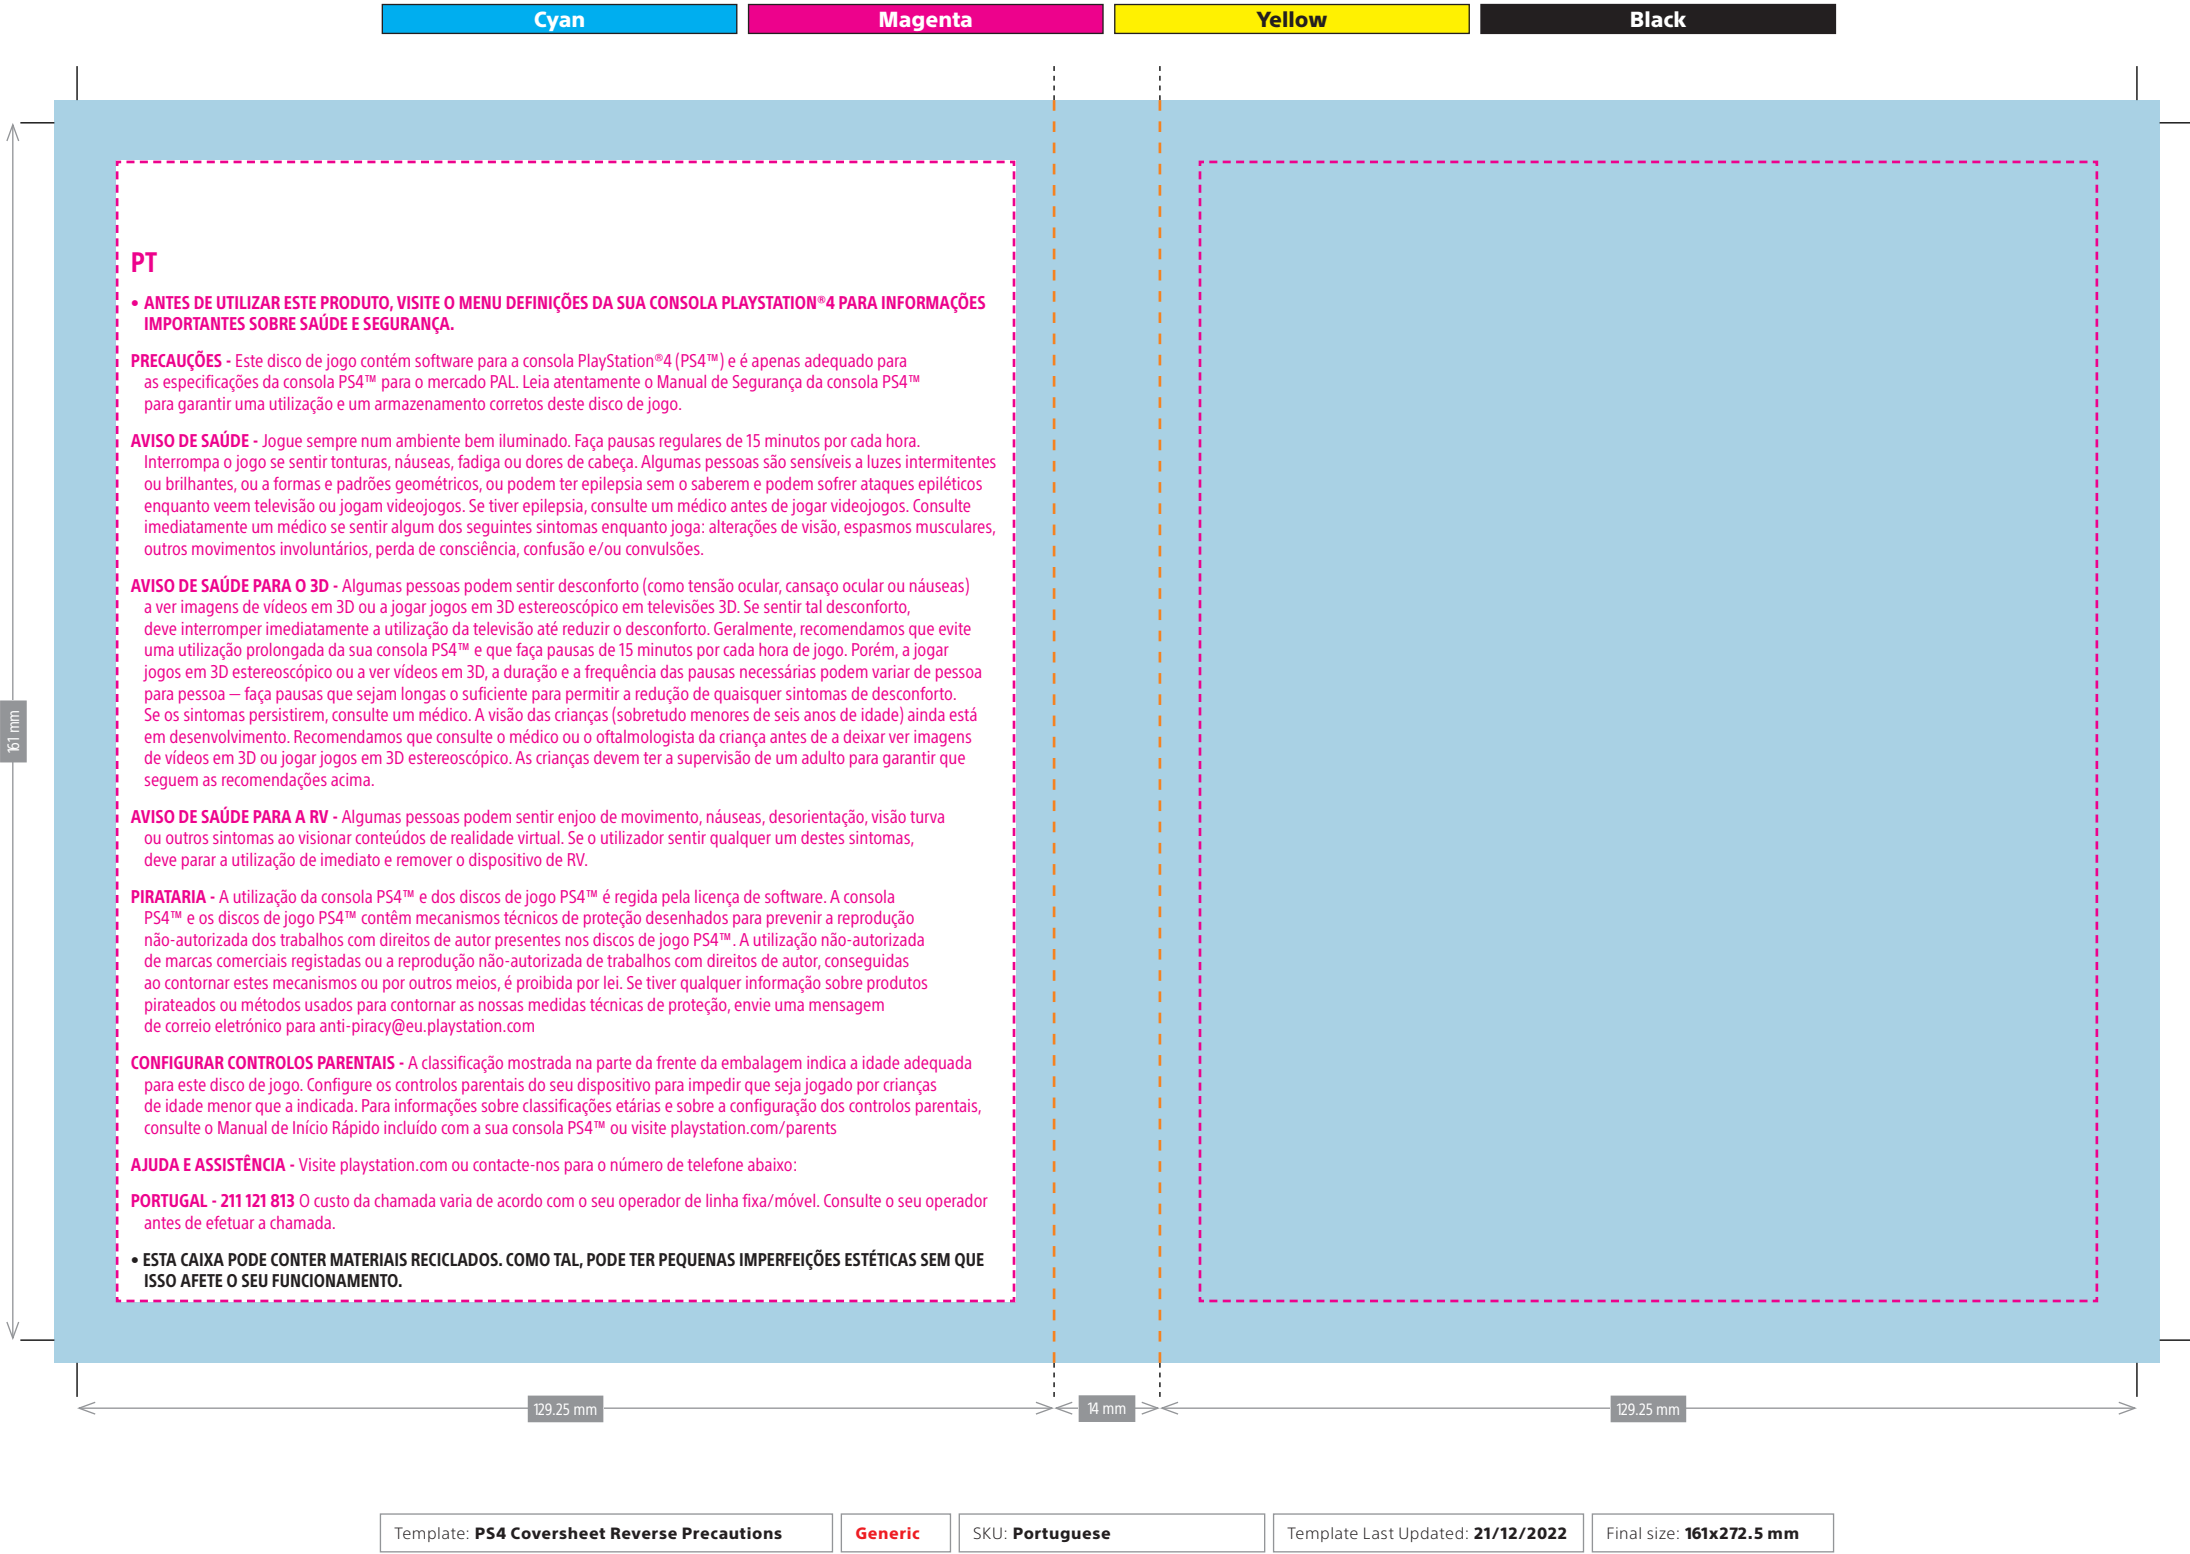 Cyan
Magenta
Yellow
Black
PT
• ANTES DE UTILIZAR ESTE PRODUTO, VISITE O MENU DEFINIÇÕES DA SUA CONSOLA PLAYSTATION®4 PARA INFORMAÇÕES
IMPORTANTES SOBRE SAÚDE E SEGURANÇA.
PRECAUÇÕES - Este disco de jogo contém software para a consola PlayStation®4 (PS4™) e é apenas adequado para
as especificações da consola PS4™ para o mercado PAL. Leia atentamente o Manual de Segurança da consola PS4™
para garantir uma utilização e um armazenamento corretos deste disco de jogo.
AVISO DE SAÚDE - Jogue sempre num ambiente bem iluminado. Faça pausas regulares de 15 minutos por cada hora.
Interrompa o jogo se sentir tonturas, náuseas, fadiga ou dores de cabeça. Algumas pessoas são sensíveis a luzes intermitentes
ou brilhantes, ou a formas e padrões geométricos, ou podem ter epilepsia sem o saberem e podem sofrer ataques epiléticos
enquanto veem televisão ou jogam videojogos. Se tiver epilepsia, consulte um médico antes de jogar videojogos. Consulte
imediatamente um médico se sentir algum dos seguintes sintomas enquanto joga: alterações de visão, espasmos musculares,
outros movimentos involuntários, perda de consciência, confusão e/ou convulsões.
AVISO DE SAÚDE PARA O 3D - Algumas pessoas podem sentir desconforto (como tensão ocular, cansaço ocular ou náuseas)
a ver imagens de vídeos em 3D ou a jogar jogos em 3D estereoscópico em televisões 3D. Se sentir tal desconforto,
deve interromper imediatamente a utilização da televisão até reduzir o desconforto. Geralmente, recomendamos que evite
uma utilização prolongada da sua consola PS4™ e que faça pausas de 15 minutos por cada hora de jogo. Porém, a jogar
jogos em 3D estereoscópico ou a ver vídeos em 3D, a duração e a frequência das pausas necessárias podem variar de pessoa
para pessoa — faça pausas que sejam longas o suficiente para permitir a redução de quaisquer sintomas de desconforto.
Se os sintomas persistirem, consulte um médico. A visão das crianças (sobretudo menores de seis anos de idade) ainda está
em desenvolvimento. Recomendamos que consulte o médico ou o oftalmologista da criança antes de a deixar ver imagens
de vídeos em 3D ou jogar jogos em 3D estereoscópico. As crianças devem ter a supervisão de um adulto para garantir que
seguem as recomendações acima.
AVISO DE SAÚDE PARA A RV - Algumas pessoas podem sentir enjoo de movimento, náuseas, desorientação, visão turva
ou outros sintomas ao visionar conteúdos de realidade virtual. Se o utilizador sentir qualquer um destes sintomas,
deve parar a utilização de imediato e remover o dispositivo de RV.
PIRATARIA - A utilização da consola PS4™ e dos discos de jogo PS4™ é regida pela licença de software. A consola
PS4™ e os discos de jogo PS4™ contêm mecanismos técnicos de proteção desenhados para prevenir a reprodução
não-autorizada dos trabalhos com direitos de autor presentes nos discos de jogo PS4™. A utilização não-autorizada
de marcas comerciais registadas ou a reprodução não-autorizada de trabalhos com direitos de autor, conseguidas
ao contornar estes mecanismos ou por outros meios, é proibida por lei. Se tiver qualquer informação sobre produtos
pirateados ou métodos usados para contornar as nossas medidas técnicas de proteção, envie uma mensagem
de correio eletrónico para anti-piracy@eu.playstation.com
CONFIGURAR CONTROLOS PARENTAIS - A classificação mostrada na parte da frente da embalagem indica a idade adequada
para este disco de jogo. Configure os controlos parentais do seu dispositivo para impedir que seja jogado por crianças
de idade menor que a indicada. Para informações sobre classificações etárias e sobre a configuração dos controlos parentais,
consulte o Manual de Início Rápido incluído com a sua consola PS4™ ou visite playstation.com/parents
AJUDA E ASSISTÊNCIA - Visite playstation.com ou contacte-nos para o número de telefone abaixo:
PORTUGAL - 211 121 813 O custo da chamada varia de acordo com o seu operador de linha fixa/móvel. Consulte o seu operador
antes de efetuar a chamada.
• ESTA CAIXA PODE CONTER MATERIAIS RECICLADOS. COMO TAL, PODE TER PEQUENAS IMPERFEIÇÕES ESTÉTICAS SEM QUE
ISSO AFETE O SEU FUNCIONAMENTO.
161 mm
129.25 mm
14 mm
129.25 mm
Template: PS4 Coversheet Reverse Precautions
Generic
SKU: Portuguese
Template Last Updated: 21/12/2022
Final size: 161x272.5 mm